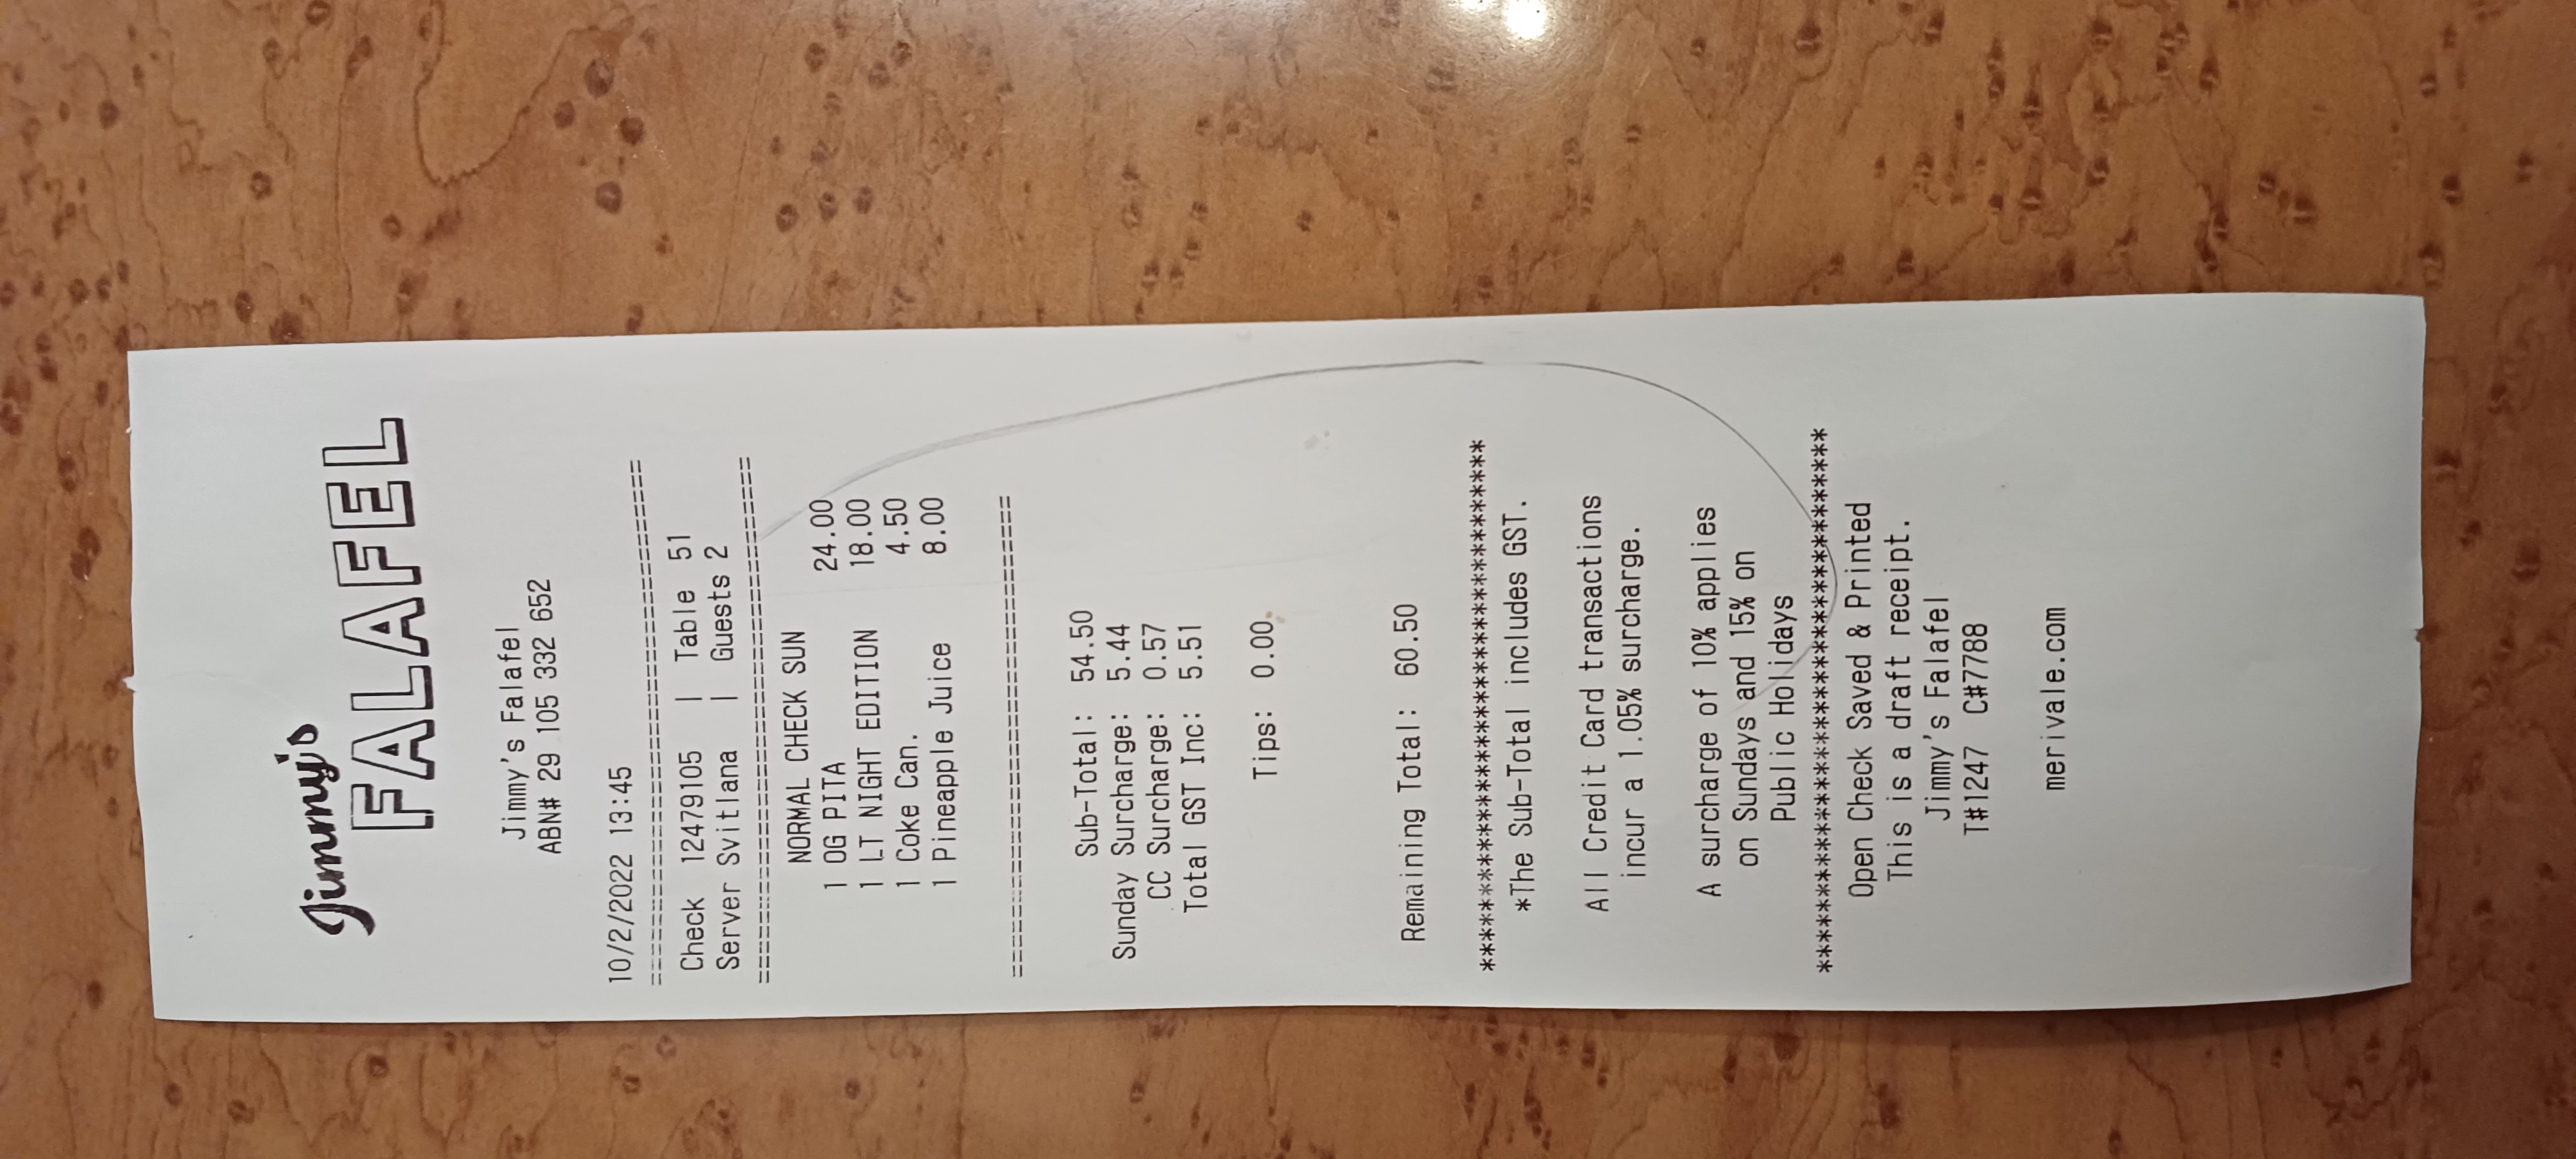 Jimmy's
FALAFEL
Jimmy's Falafel
ABN# 29 105 332 652
10/2/2022 13:45
====================================
Check 12479105 | Table 51
Server Svitlana | Guests 2
====================================
NORMAL CHECK SUN
1 OG PITA 24.00
1 LT NIGHT EDITION 18.00
1 Coke Can. 4.50
1 Pineapple Juice 8.00
=================================
Sub-Total: 54.50
Sunday Surcharge: 5.44
CC Surcharge: 0.57
Total GST Inc: 5.51
Tips: 0.00
Remaining Total: 60.50
************************************
*The Sub-Total includes GST.
All Credit Card transactions
incur a 1.05% surcharge.
A surcharge of 10% applies
on Sundays and 15% on
Public Holidays
************************************
Open Check Saved & Printed
This is a draft receipt.
Jimmy's Falafel
T#1247 C#7788
merivale.com